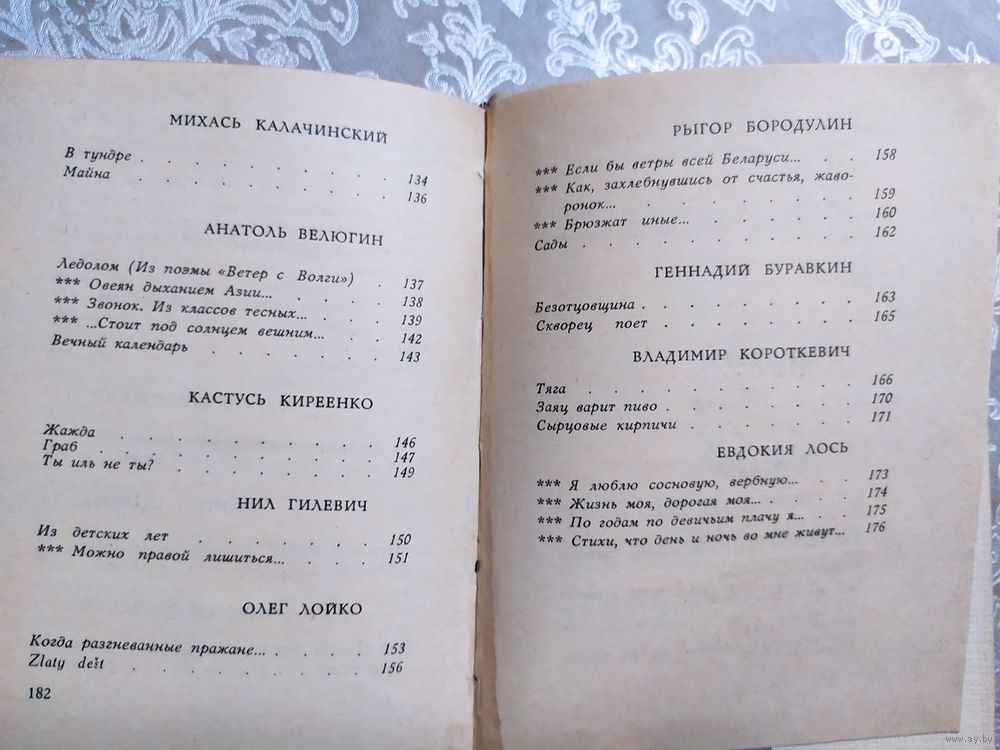 МИХАСЬ КАЛАЧИНСКИЙ
В тундре . . . . . . . . 134
Майна . . . . . . . . 136
АНАТОЛЬ ВЕЛЮГИН
Ледолом (Из поэмы «Ветер с Волги») . 137
*** Овеян дыханием Азии... . . . . 138
*** Звонок. Из классов тесных... . . . 139
*** ...Стоит под солнцем вешним... . . 142
Вечный календарь . . . . . . . 143
КАСТУСЬ КИРЕЕНКО
Жажда . . . . . . . . 146
Граб . . . . . . . . . 147
Ты иль не ты? . . . . . . . 149
НИЛ ГИЛЕВИЧ
Из детских лет . . . . . . . 150
*** Можно правой лишиться... . . . . 151
ОЛЕГ ЛОЙКО
Когда разгневанные пражане... . . . . 153
Zlaty dešt . . . . . . . 156
182
РЫГОР БОРОДУЛИН
*** Если бы ветры всей Беларуси... . . 158
*** Как, захлебнувшись от счастья, жаво-
ронок... . . . . . . . 159
*** Брюзжат иные... . . . . . . 160
Сады . . . . . . . . . . 162
ГЕННАДИЙ БУРАВКИН
Безотцовщина . . . . . . . . 163
Скворец поет . . . . . . . . 165
ВЛАДИМИР КОРОТКЕВИЧ
Тяга . . . . . . . . . . 166
Заяц варит пиво . . . . . . . 170
Сырцовые кирпичи . . . . . . . 171
ЕВДОКИЯ ЛОСЬ
*** Я люблю сосновую, вербную... . . . 173
*** Жизнь моя, дорогая моя... . . . . 174
*** По годам по девичьим плачу я... . . 175
*** Стихи, что день и ночь во мне живут... 176
www.ay.by